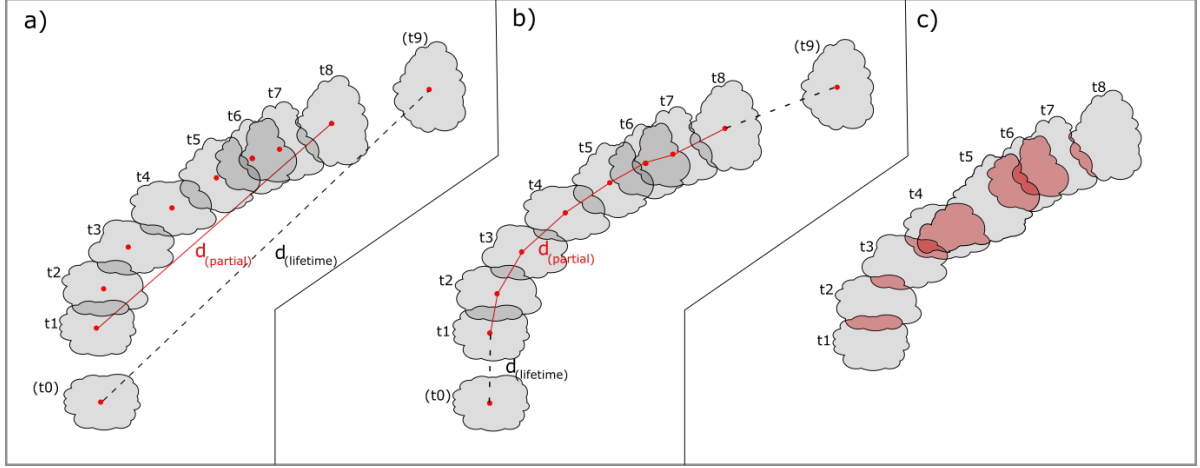 a)
(t9)
t8
t7
t6
t5
t4
t3
t2
t1
(t0)
d(partial)
d(lifetime)
b)
(t9)
t8
t7
t6
t5
t4
t3
t2
t1
(t0)
d(partial)
d(lifetime)
c)
t8
t7
t6
t5
t4
t3
t2
t1